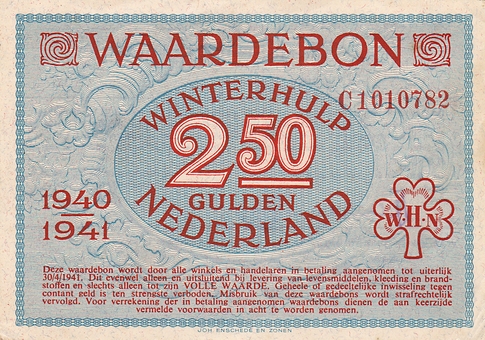 WAARDEBON
WINTERHULP
C1010782
2.50
GULDEN
NEDERLAND
1940
1941
W·H·N
Deze waardebon wordt door alle winkels en handelaren in betaling aangenomen tot uiterlijk
30/4/1941. Dit evenwel alleen en uitsluitend bij levering van levensmiddelen, kleeding en brand-
stoffen en slechts alleen tot zijn VOLLE WAARDE. Geheele of gedeeltelijke inwisseling tegen
contant geld is ten strengste verboden. Misbruik van deze waardebons wordt strafrechtelijk
vervolgd. Voor verrekening der in betaling aangenomen waardebons dienen de aan keerzijde
vermelde voorwaarden in acht te worden genomen.
JOH. ENSCHEDE EN ZONEN